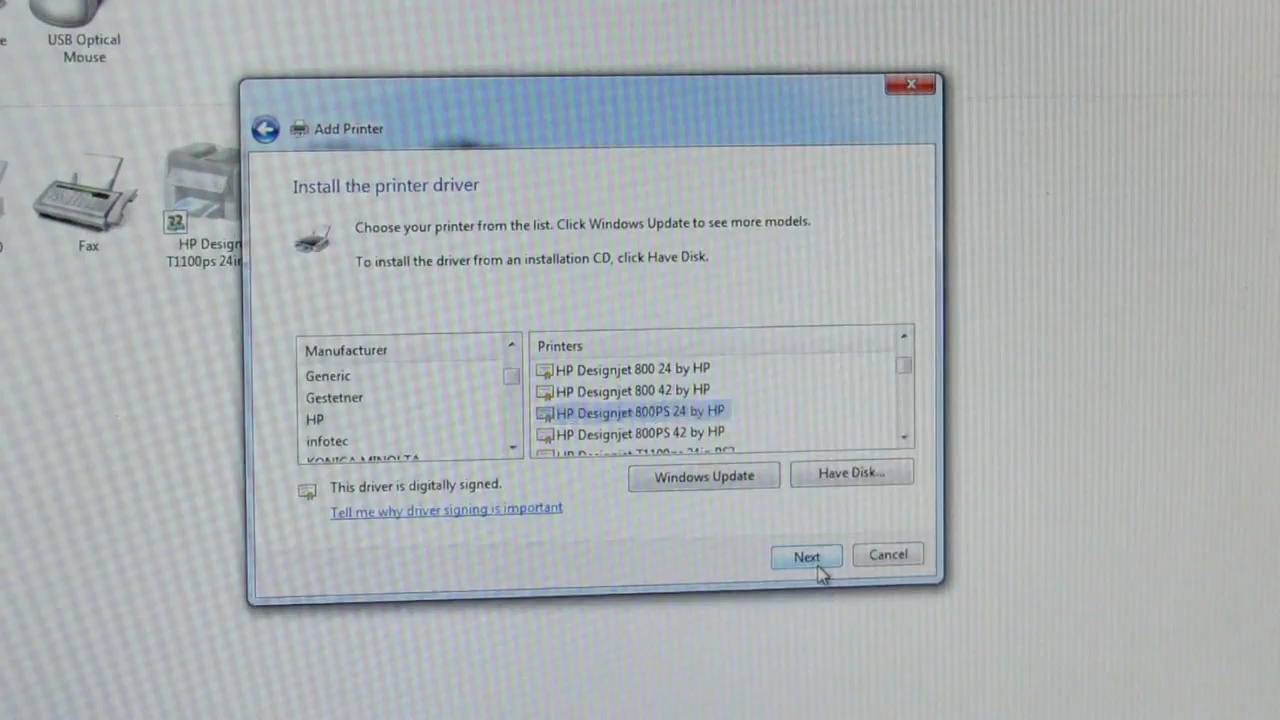 USB Optical
Mouse
Add Printer
Install the printer driver
Choose your printer from the list. Click Windows Update to see more models.
To install the driver from an installation CD, click Have Disk.
Fax
HP Design
T1100ps 24in
Manufacturer
Generic
Gestetner
HP
infotec
KONICA MINOLTA
Printers
HP Designjet 800 24 by HP
HP Designjet 800 42 by HP
HP Designjet 800PS 24 by HP
HP Designjet 800PS 42 by HP
This driver is digitally signed.
Tell me why driver signing is important
Windows Update
Have Disk...
Next
Cancel